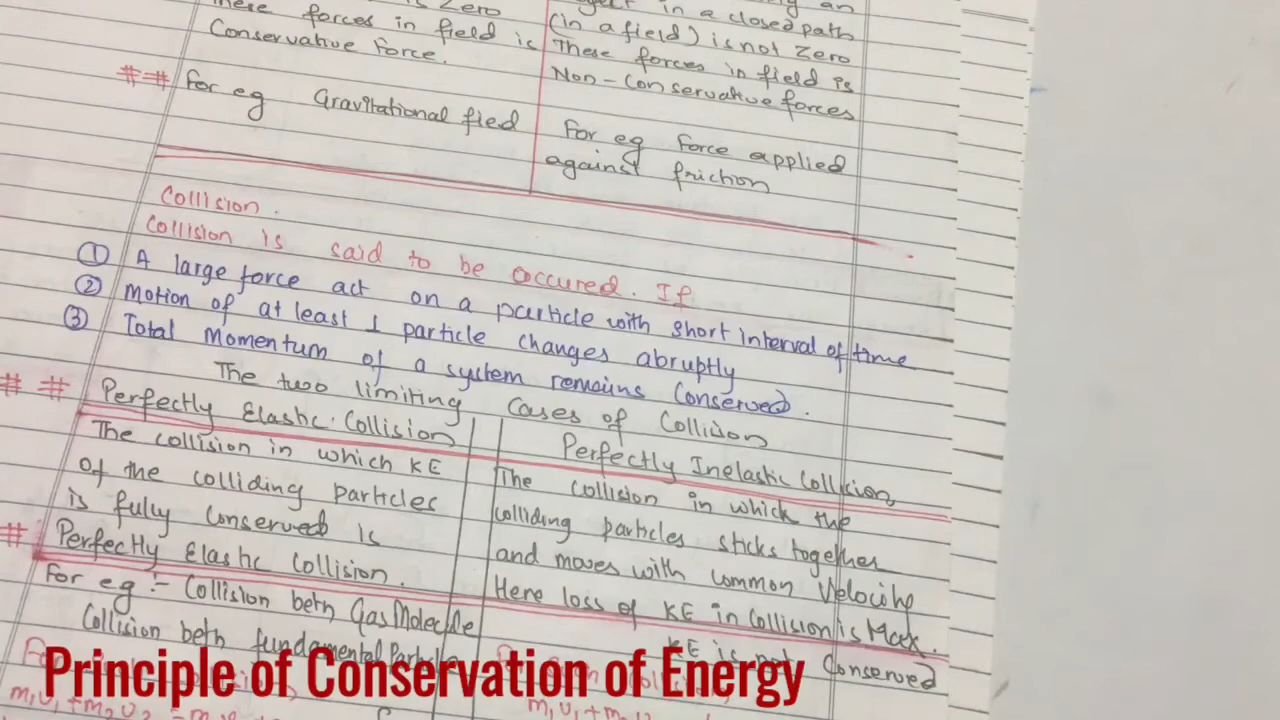 is Zero
these forces in field is
Conservative Force.
## For eg Gravitational fied
an
in a closed path
(in a field) is not Zero
These forces in field is
Non-Conservative forces
For eg Force applied
against friction
Collision.
Collision is said to be occured. If
① A large force act on a particle with short interval of time
② Motion of at least 1 particle changes abruptly
③ Total Momentum of a system remains Conserved.
The two limiting Cases of Collision
## Perfectly Elastic Collision
The collision in which KE
of the colliding particles
is fully conserved is
# Perfectly Elastic Collision.
For eg :- Collision betn Gas Molecule
Collision betn fundamental Particle
Perfectly Inelastic Collision
The collision in which the
colliding particles sticks together
and moves with common Velocity
Here loss of KE in Collision is Max.
KE is not Conserved
Principle of Conservation of Energy